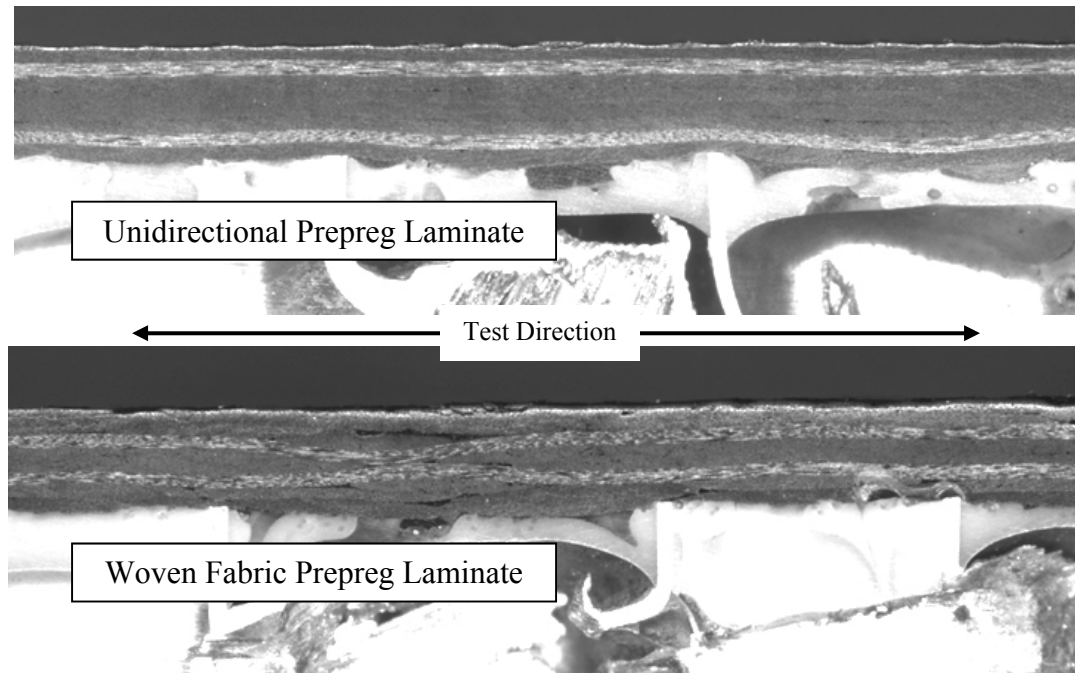 Unidirectional Prepreg Laminate
Test Direction
Woven Fabric Prepreg Laminate